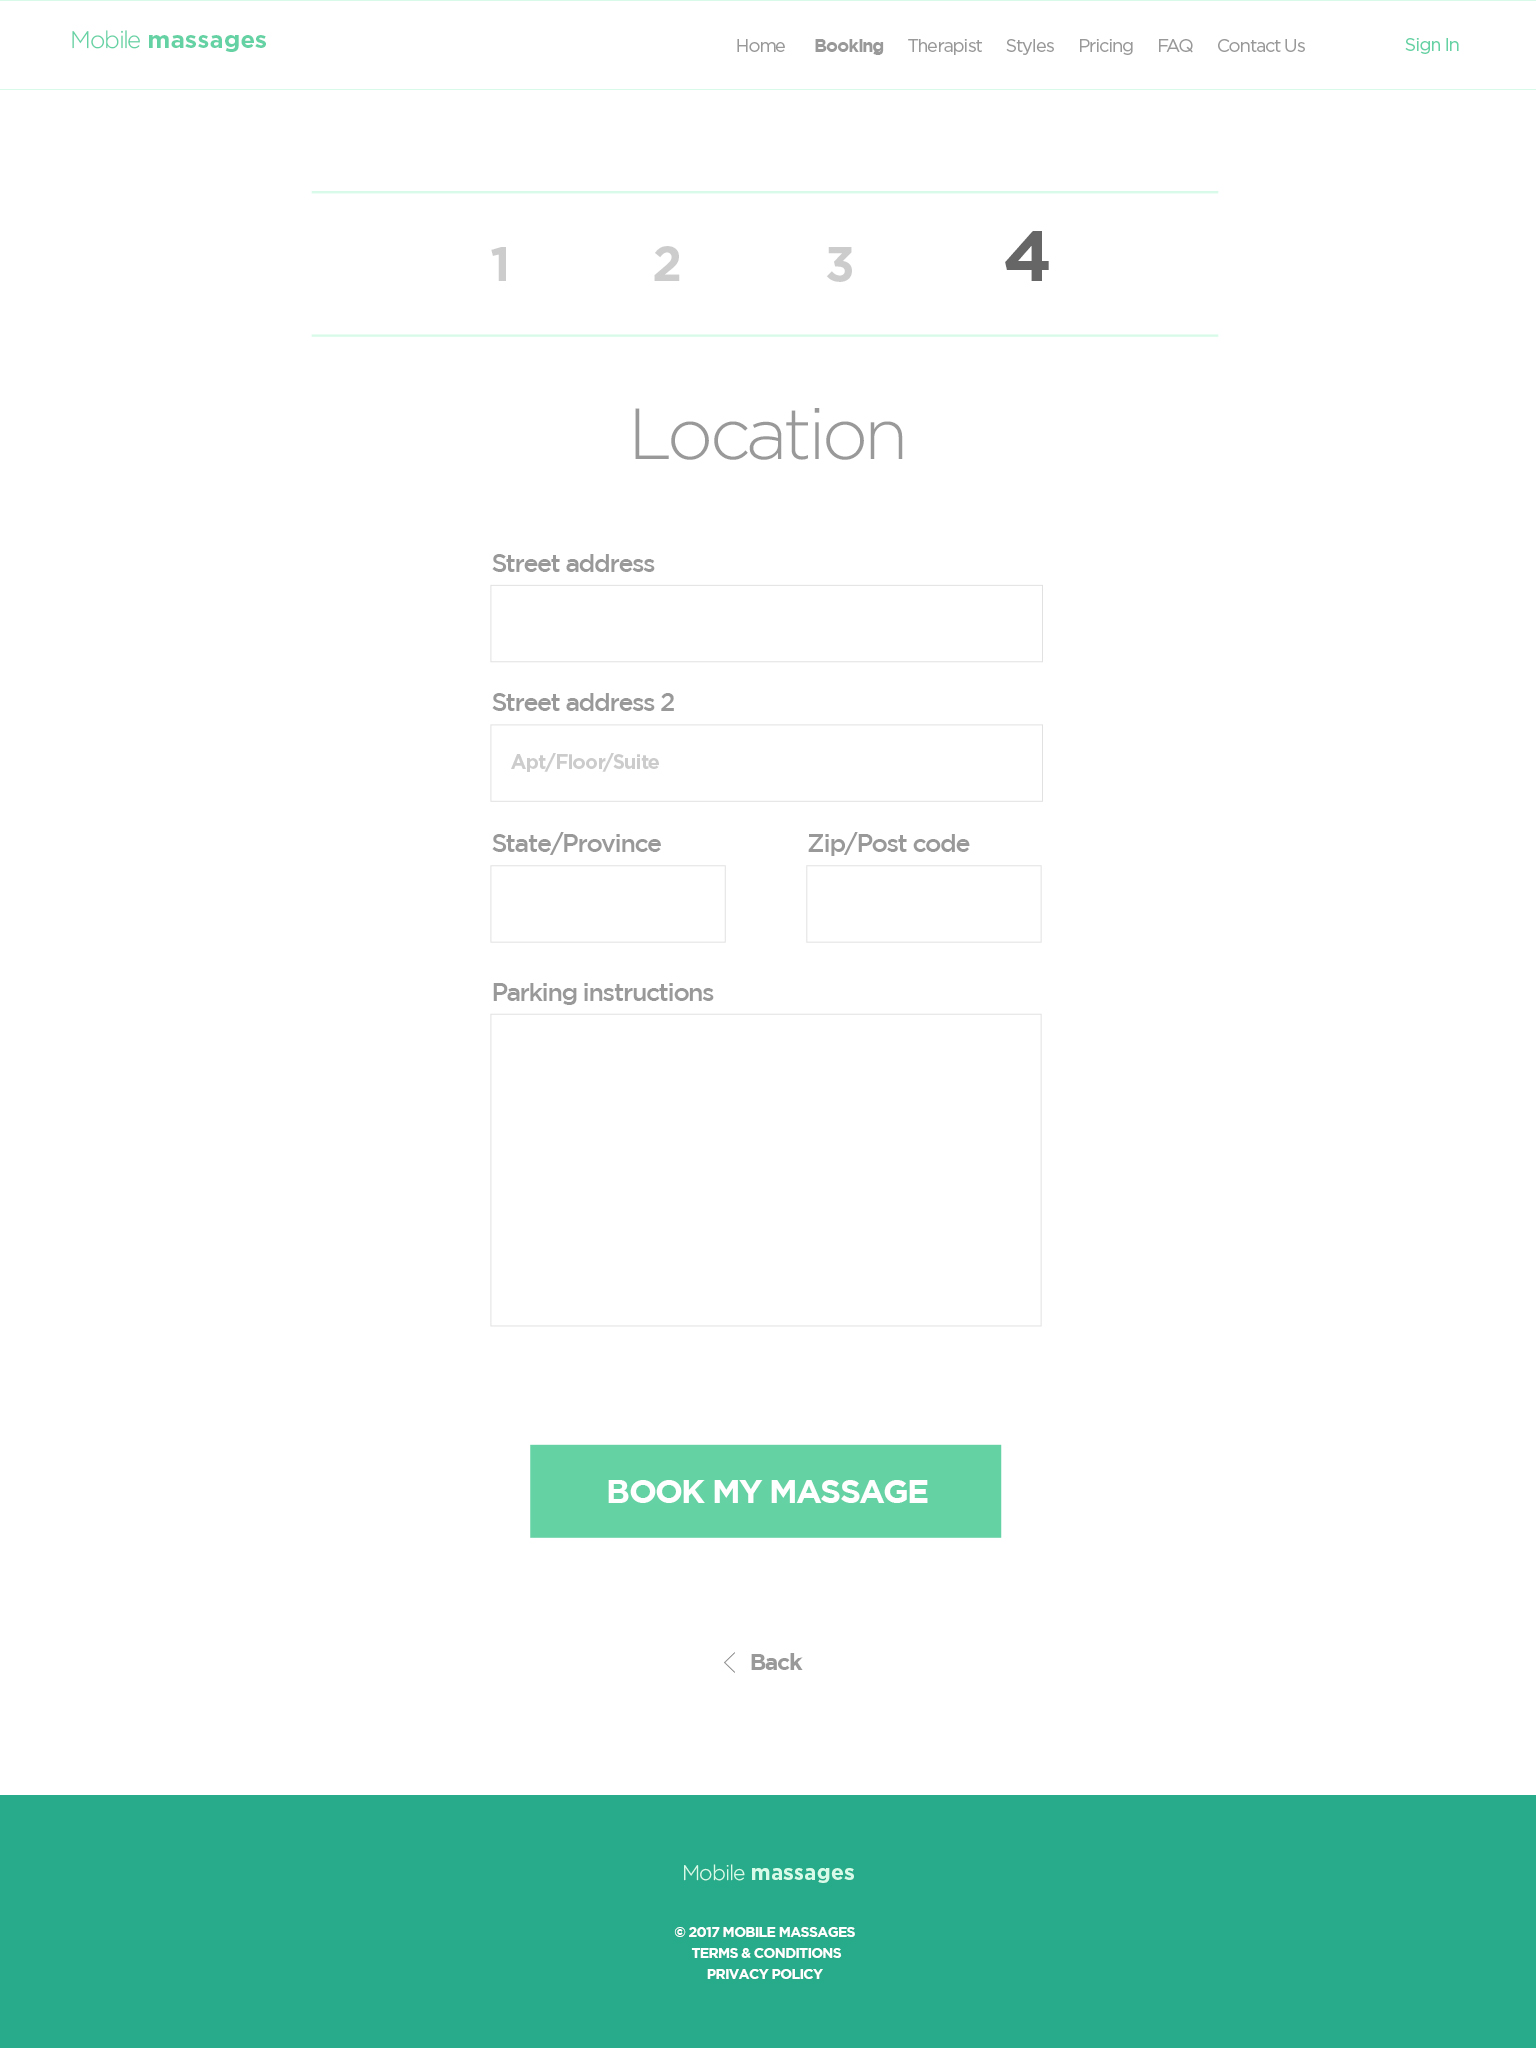 Mobile massages
Home Booking Therapist Styles Pricing FAQ Contact Us Sign In
1 2 3 4
Location
Street address
Street address 2
Apt/Floor/Suite
State/Province Zip/Post code
Parking instructions
BOOK MY MASSAGE
Back
Mobile massages
© 2017 MOBILE MASSAGES
TERMS & CONDITIONS
PRIVACY POLICY